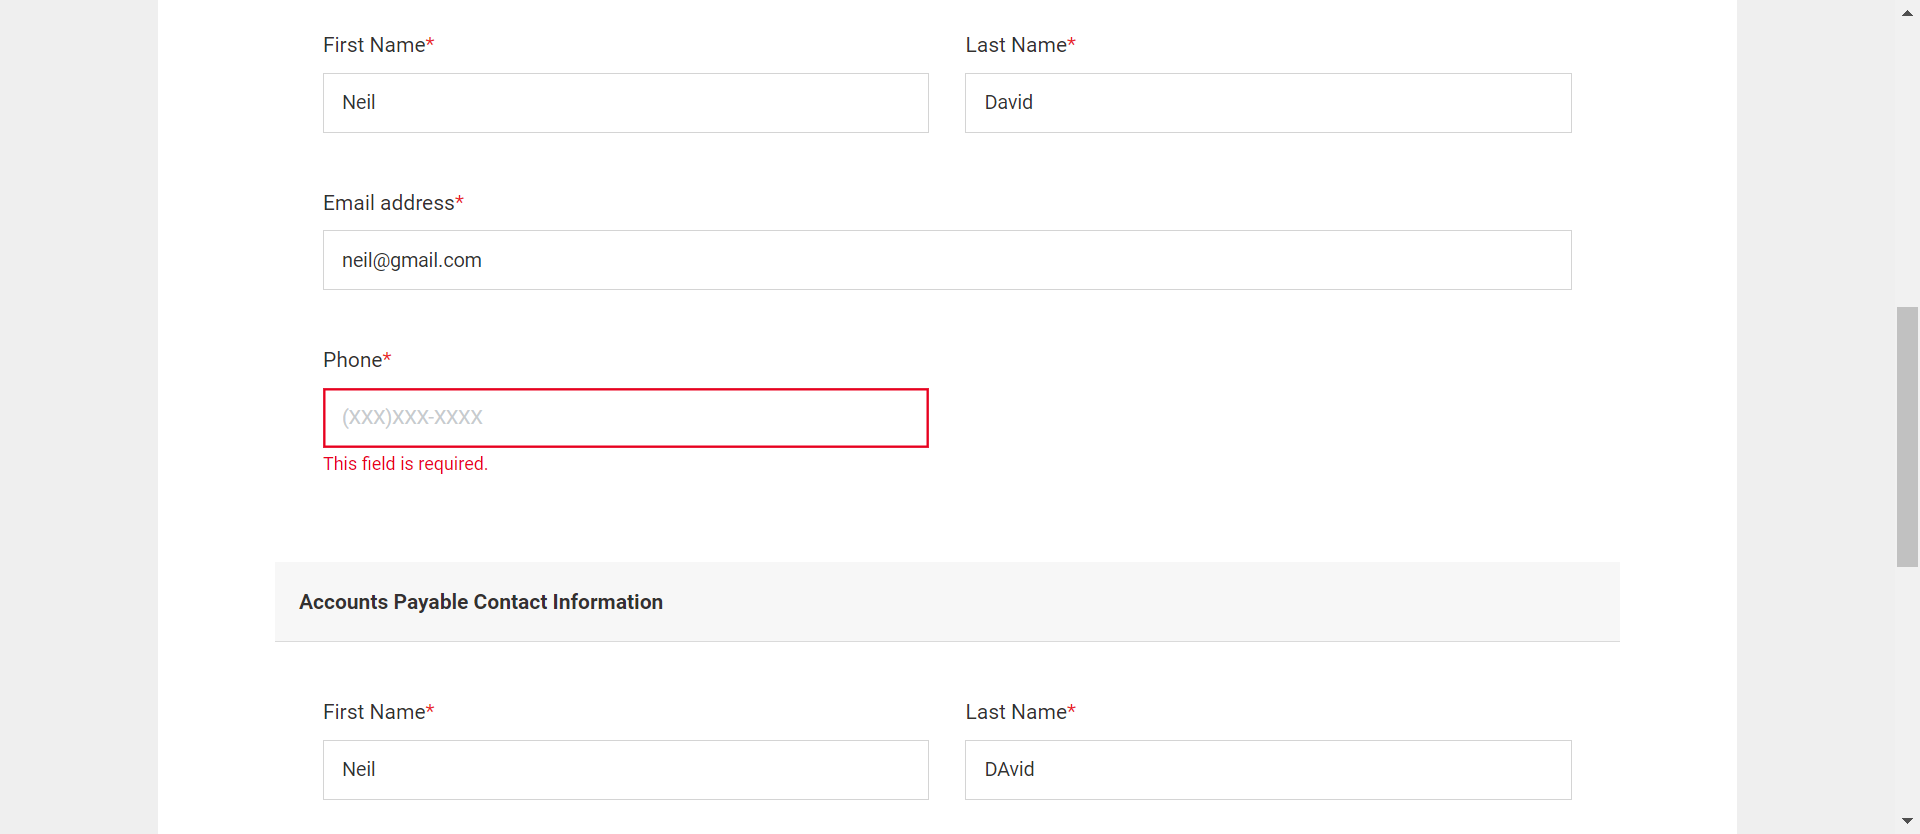 First Name* Last Name*
Neil David
Email address*
neil@gmail.com
Phone*
(XXX)XXX-XXXX
This field is required.
Accounts Payable Contact Information
First Name* Last Name*
Neil DAvid